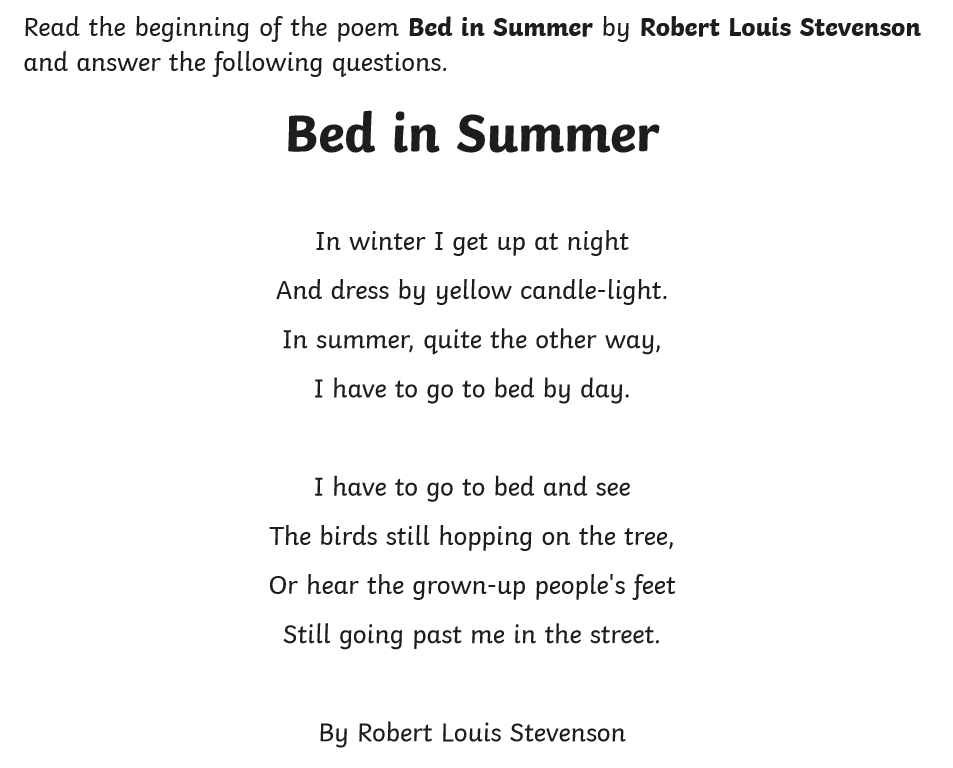 Read the beginning of the poem Bed in Summer by Robert Louis Stevenson
and answer the following questions.
Bed in Summer
In winter I get up at night
And dress by yellow candle-light.
In summer, quite the other way,
I have to go to bed by day.
I have to go to bed and see
The birds still hopping on the tree,
Or hear the grown-up people's feet
Still going past me in the street.
By Robert Louis Stevenson